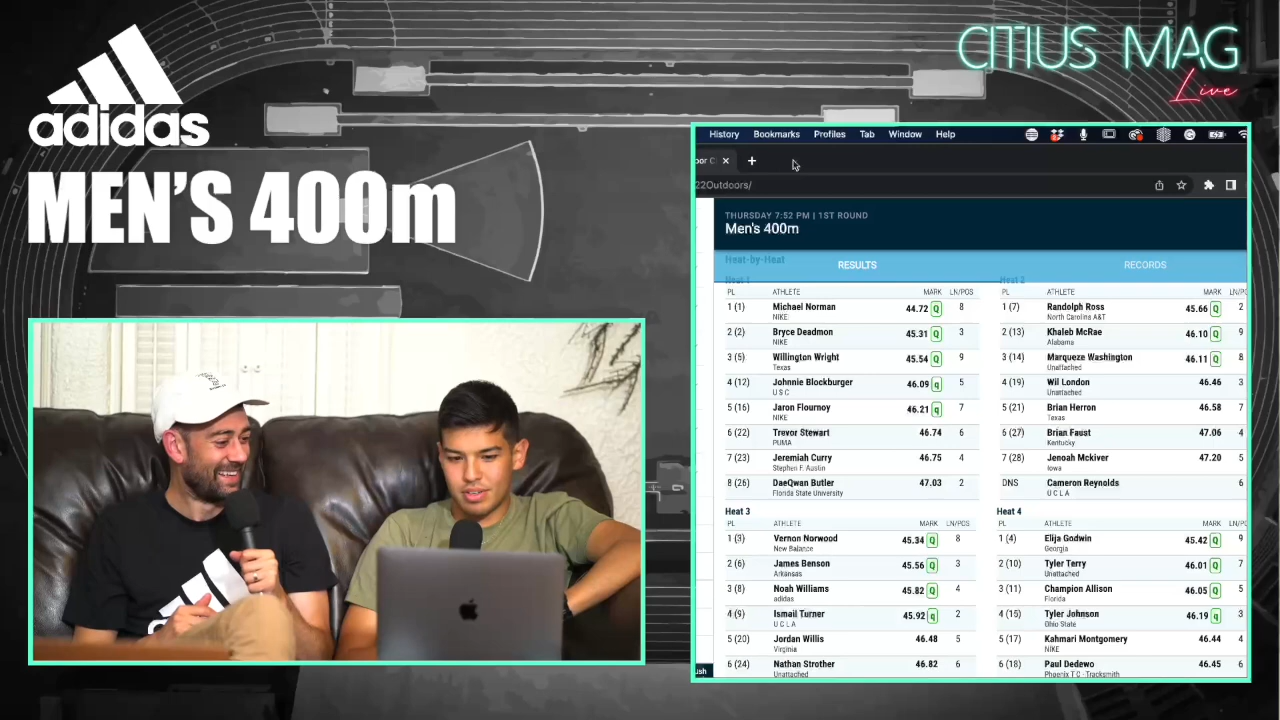 CITIUS MAG
Live
adidas
MEN'S 400m
History Bookmarks Profiles Tab Window Help
22Outdoors/
THURSDAY 7:52 PM | 1ST ROUND
Men's 400m
Heat-by-Heat
RESULTS RECORDS
Heat 1
PL ATHLETE MARK LN/POS
1 (1) Michael Norman 44.72 Q 8
NIKE
2 (2) Bryce Deadmon 45.31 Q 3
NIKE
3 (5) Willington Wright 45.54 Q 9
Texas
4 (12) Johnnie Blockburger 46.09 q 5
U S C
5 (16) Jaron Flournoy 46.21 q 7
NIKE
6 (22) Trevor Stewart 46.74 6
PUMA
7 (23) Jeremiah Curry 46.75 4
Stephen F. Austin
8 (26) DaeQwan Butler 47.03 2
Florida State University
Heat 2
PL ATHLETE MARK LN/PO
1 (7) Randolph Ross 45.66 Q 2
North Carolina A&T
2 (13) Khaleb McRae 46.10 Q 9
Alabama
3 (14) Marqueze Washington 46.11 Q 8
Unattached
4 (19) Wil London 46.46 3
Unattached
5 (21) Brian Herron 46.58 7
Texas
6 (27) Brian Faust 47.06 4
Kentucky
7 (28) Jenoah Mckiver 47.20 5
Iowa
DNS Cameron Reynolds 6
U C L A
Heat 3
PL ATHLETE MARK LN/POS
1 (3) Vernon Norwood 45.34 Q 8
New Balance
2 (6) James Benson 45.56 Q 3
Arkansas
3 (8) Noah Williams 45.82 Q 4
adidas
4 (9) Ismail Turner 45.92 q 2
U C L A
5 (20) Jordan Willis 46.48 5
Virginia
6 (24) Nathan Strother 46.82 6
Unattached
Heat 4
PL ATHLETE MARK LN/PO
1 (4) Elija Godwin 45.42 Q 9
Georgia
2 (10) Tyler Terry 46.01 Q 7
Unattached
3 (11) Champion Allison 46.05 Q 5
Florida
4 (15) Tyler Johnson 46.19 q 3
Ohio State
5 (17) Kahmari Montgomery 46.44 4
NIKE
6 (18) Paul Dedewo 46.45 6
Phoenix T C - Tracksmith